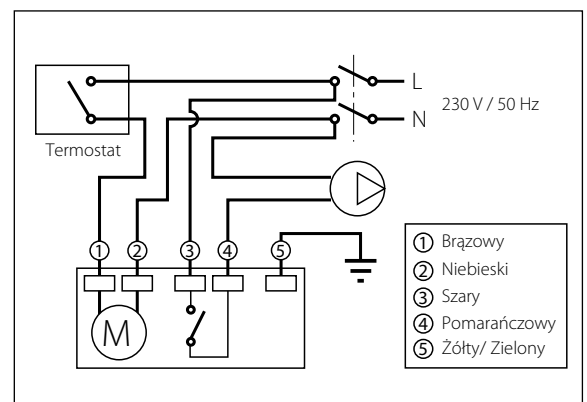 L
N
230 V / 50 Hz
Termostat
1 2 3 4 5
M
1 Brązowy
2 Niebieski
3 Szary
4 Pomarańczowy
5 Żółty/ Zielony